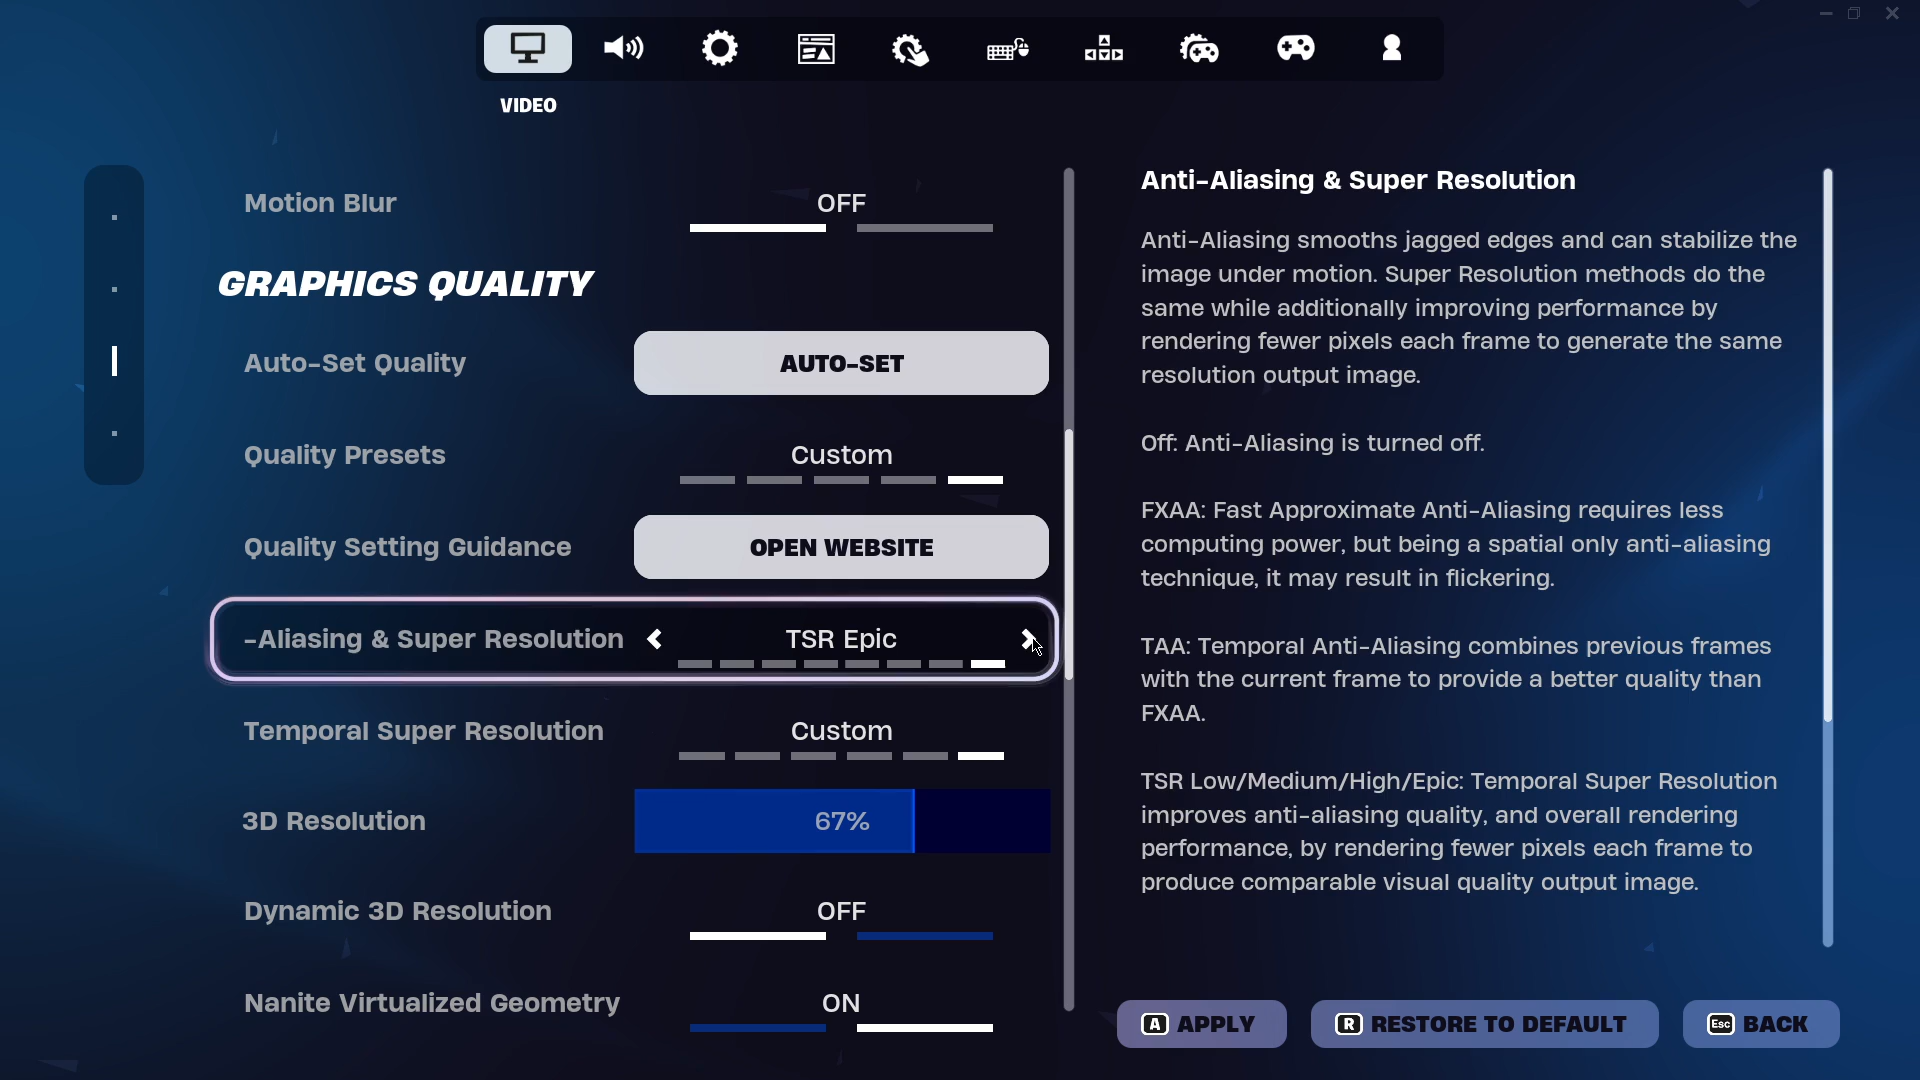 VIDEO
Motion Blur
OFF
GRAPHICS QUALITY
Auto-Set Quality
AUTO-SET
Quality Presets
Custom
Quality Setting Guidance
OPEN WEBSITE
-Aliasing & Super Resolution
TSR Epic
Temporal Super Resolution
Custom
3D Resolution
67%
Dynamic 3D Resolution
OFF
Nanite Virtualized Geometry
ON
Anti-Aliasing & Super Resolution
Anti-Aliasing smooths jagged edges and can stabilize the
image under motion. Super Resolution methods do the
same while additionally improving performance by
rendering fewer pixels each frame to generate the same
resolution output image.
Off: Anti-Aliasing is turned off.
FXAA: Fast Approximate Anti-Aliasing requires less
computing power, but being a spatial only anti-aliasing
technique, it may result in flickering.
TAA: Temporal Anti-Aliasing combines previous frames
with the current frame to provide a better quality than
FXAA.
TSR Low/Medium/High/Epic: Temporal Super Resolution
improves anti-aliasing quality, and overall rendering
performance, by rendering fewer pixels each frame to
produce comparable visual quality output image.
A APPLY
R RESTORE TO DEFAULT
Esc BACK